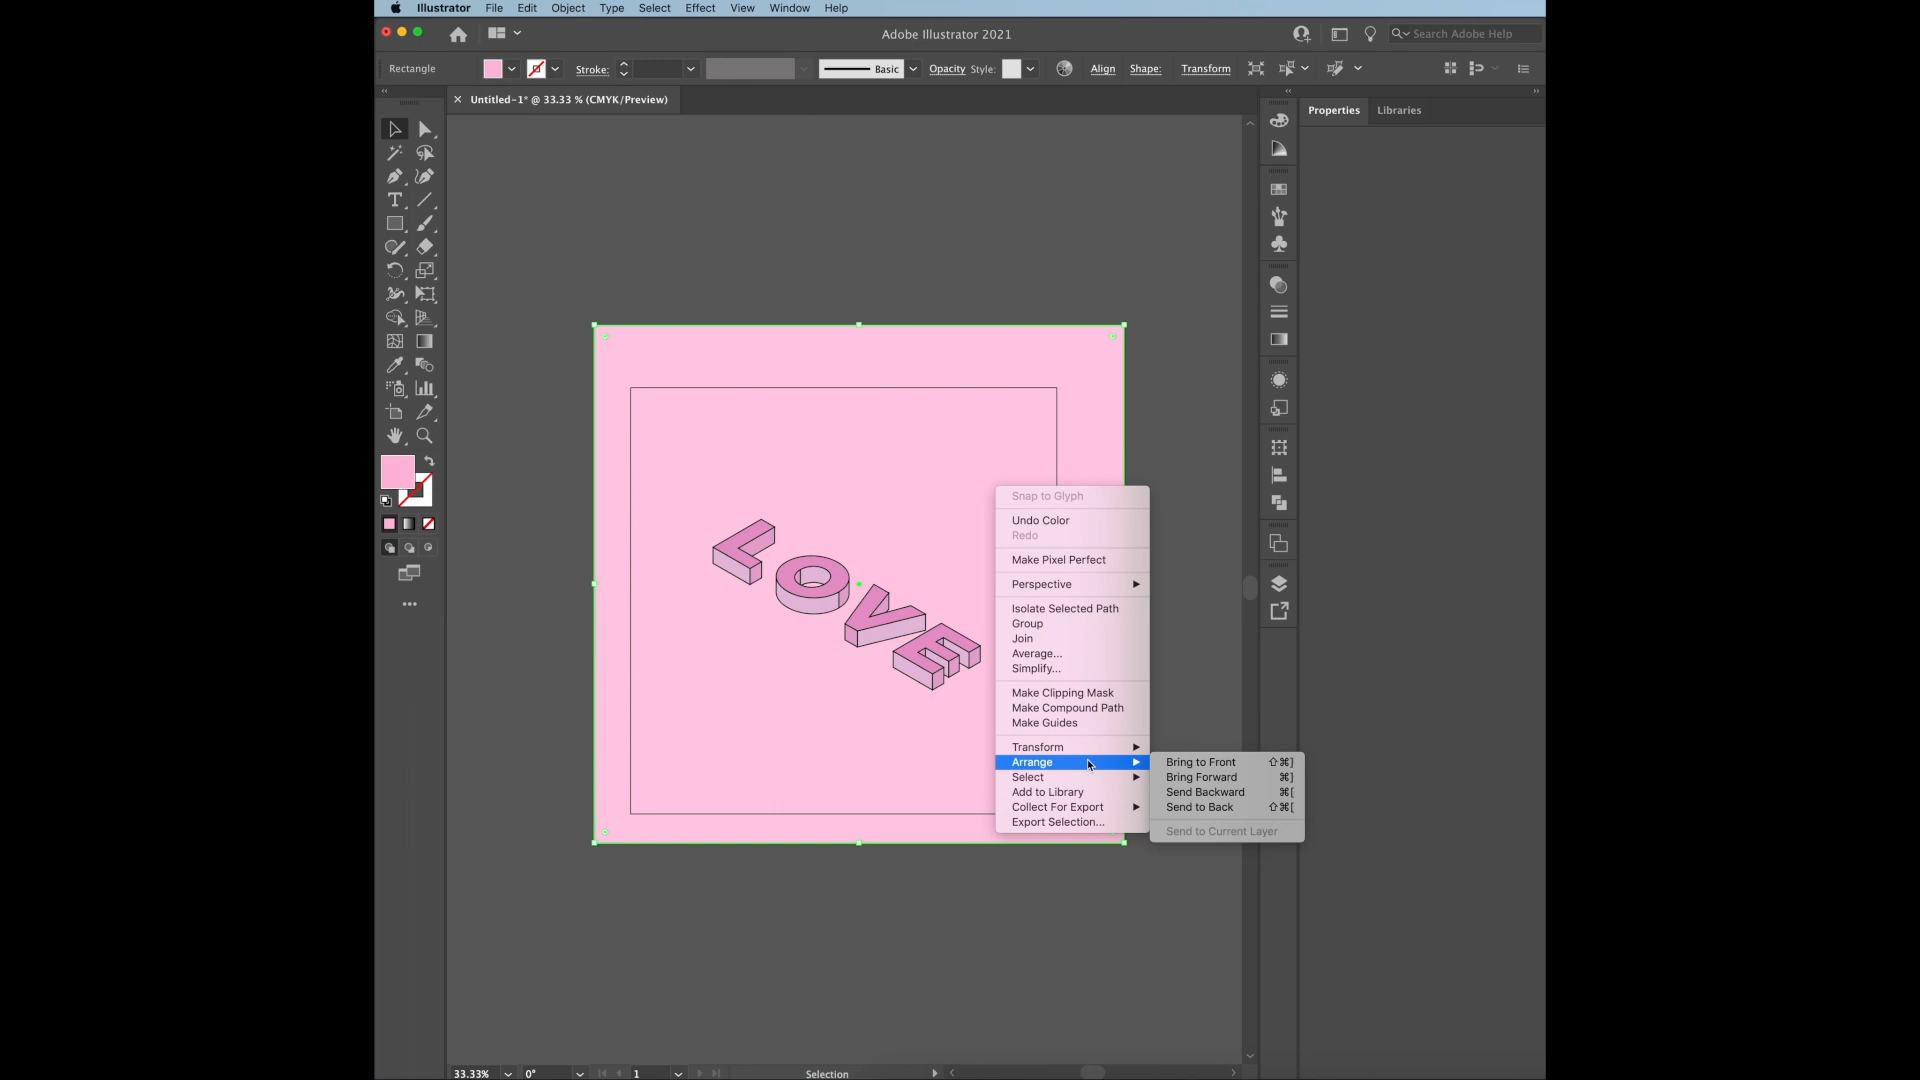 Illustrator File Edit Object Type Select Effect View Window Help
Adobe Illustrator 2021
Search Adobe Help
Rectangle Stroke: Basic Opacity Style: Align Shape: Transform
× Untitled-1* @ 33.33 % (CMYK/Preview)
Properties Libraries
LOVE
Snap to Glyph
Undo Color
Redo
Make Pixel Perfect
Perspective
Isolate Selected Path
Group
Join
Average...
Simplify...
Make Clipping Mask
Make Compound Path
Make Guides
Transform
Arrange
Select
Add to Library
Collect For Export
Export Selection...
Bring to Front ⇧⌘]
Bring Forward ⌘]
Send Backward ⌘[
Send to Back ⇧⌘[
Send to Current Layer
33.33% 0° 1 Selection